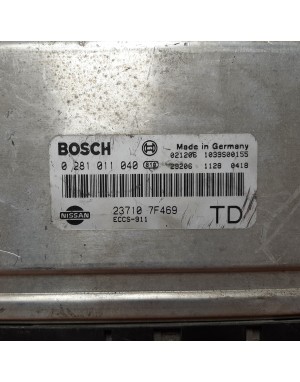 BOSCH
Made in Germany
021206 1039S00155
0 281 011 040
28206 1128 0418
NISSAN
23710 7F469
TD
ECCS-911